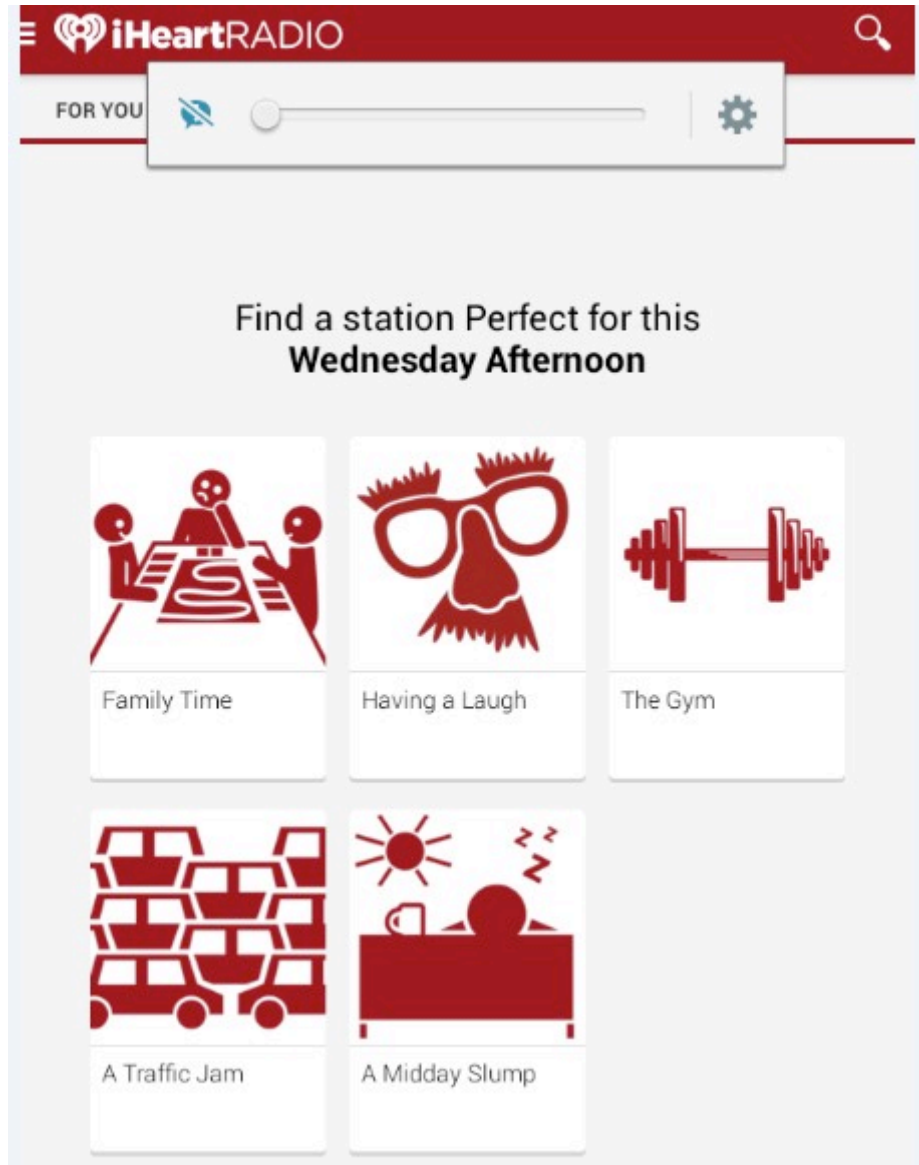 iHeartRADIO
FOR YOU
Find a station Perfect for this
Wednesday Afternoon
Family Time
Having a Laugh
The Gym
z z
z
A Traffic Jam
A Midday Slump